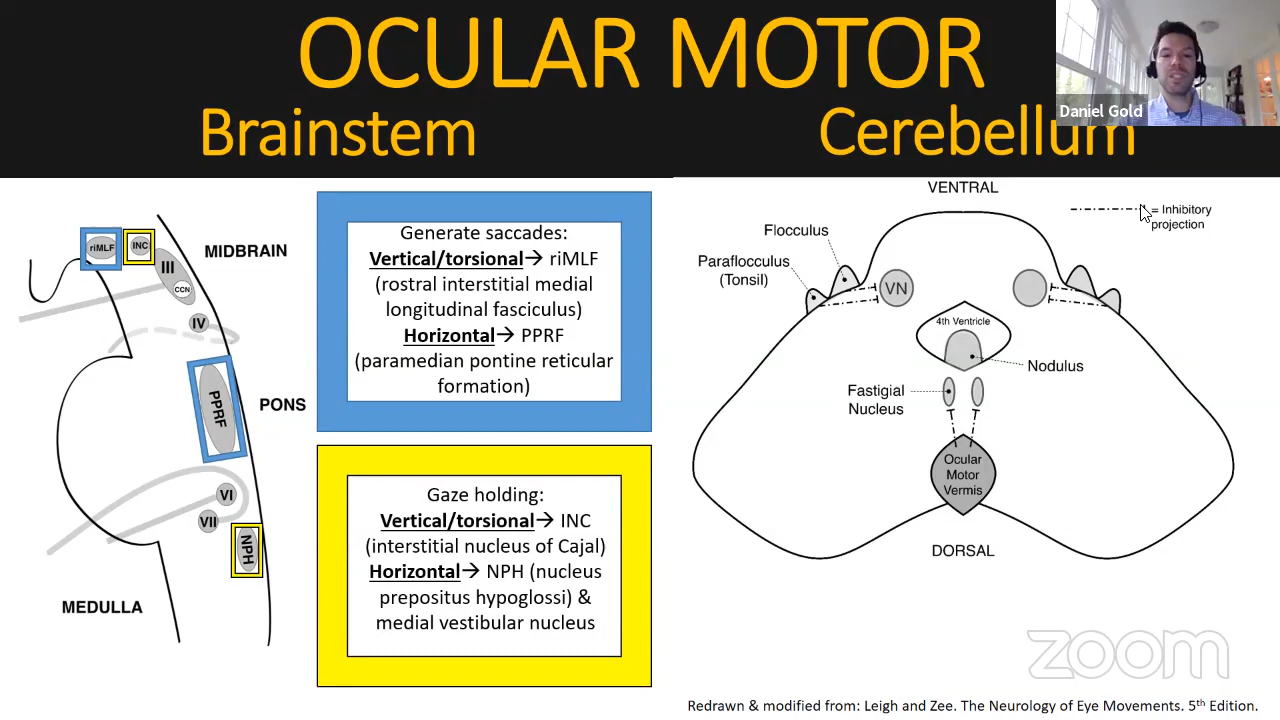 OCULAR MOTOR
Daniel Gold
Brainstem
Cerebellum
riMLF
INC
III
CCN
IV
MIDBRAIN
PPRF
PONS
VI
VII
NPH
MEDULLA
Generate saccades:
Vertical/torsional→ riMLF
(rostral interstitial medial
longitudinal fasciculus)
Horizontal→ PPRF
(paramedian pontine reticular
formation)
Gaze holding:
Vertical/torsional→ INC
(interstitial nucleus of Cajal)
Horizontal→ NPH (nucleus
prepositus hypoglossi) &
medial vestibular nucleus
VENTRAL
= Inhibitory
projection
Flocculus
Paraflocculus
(Tonsil)
VN
4th Ventricle
Nodulus
Fastigial
Nucleus
Ocular
Motor
Vermis
DORSAL
zoom
Redrawn & modified from: Leigh and Zee. The Neurology of Eye Movements. 5th Edition.